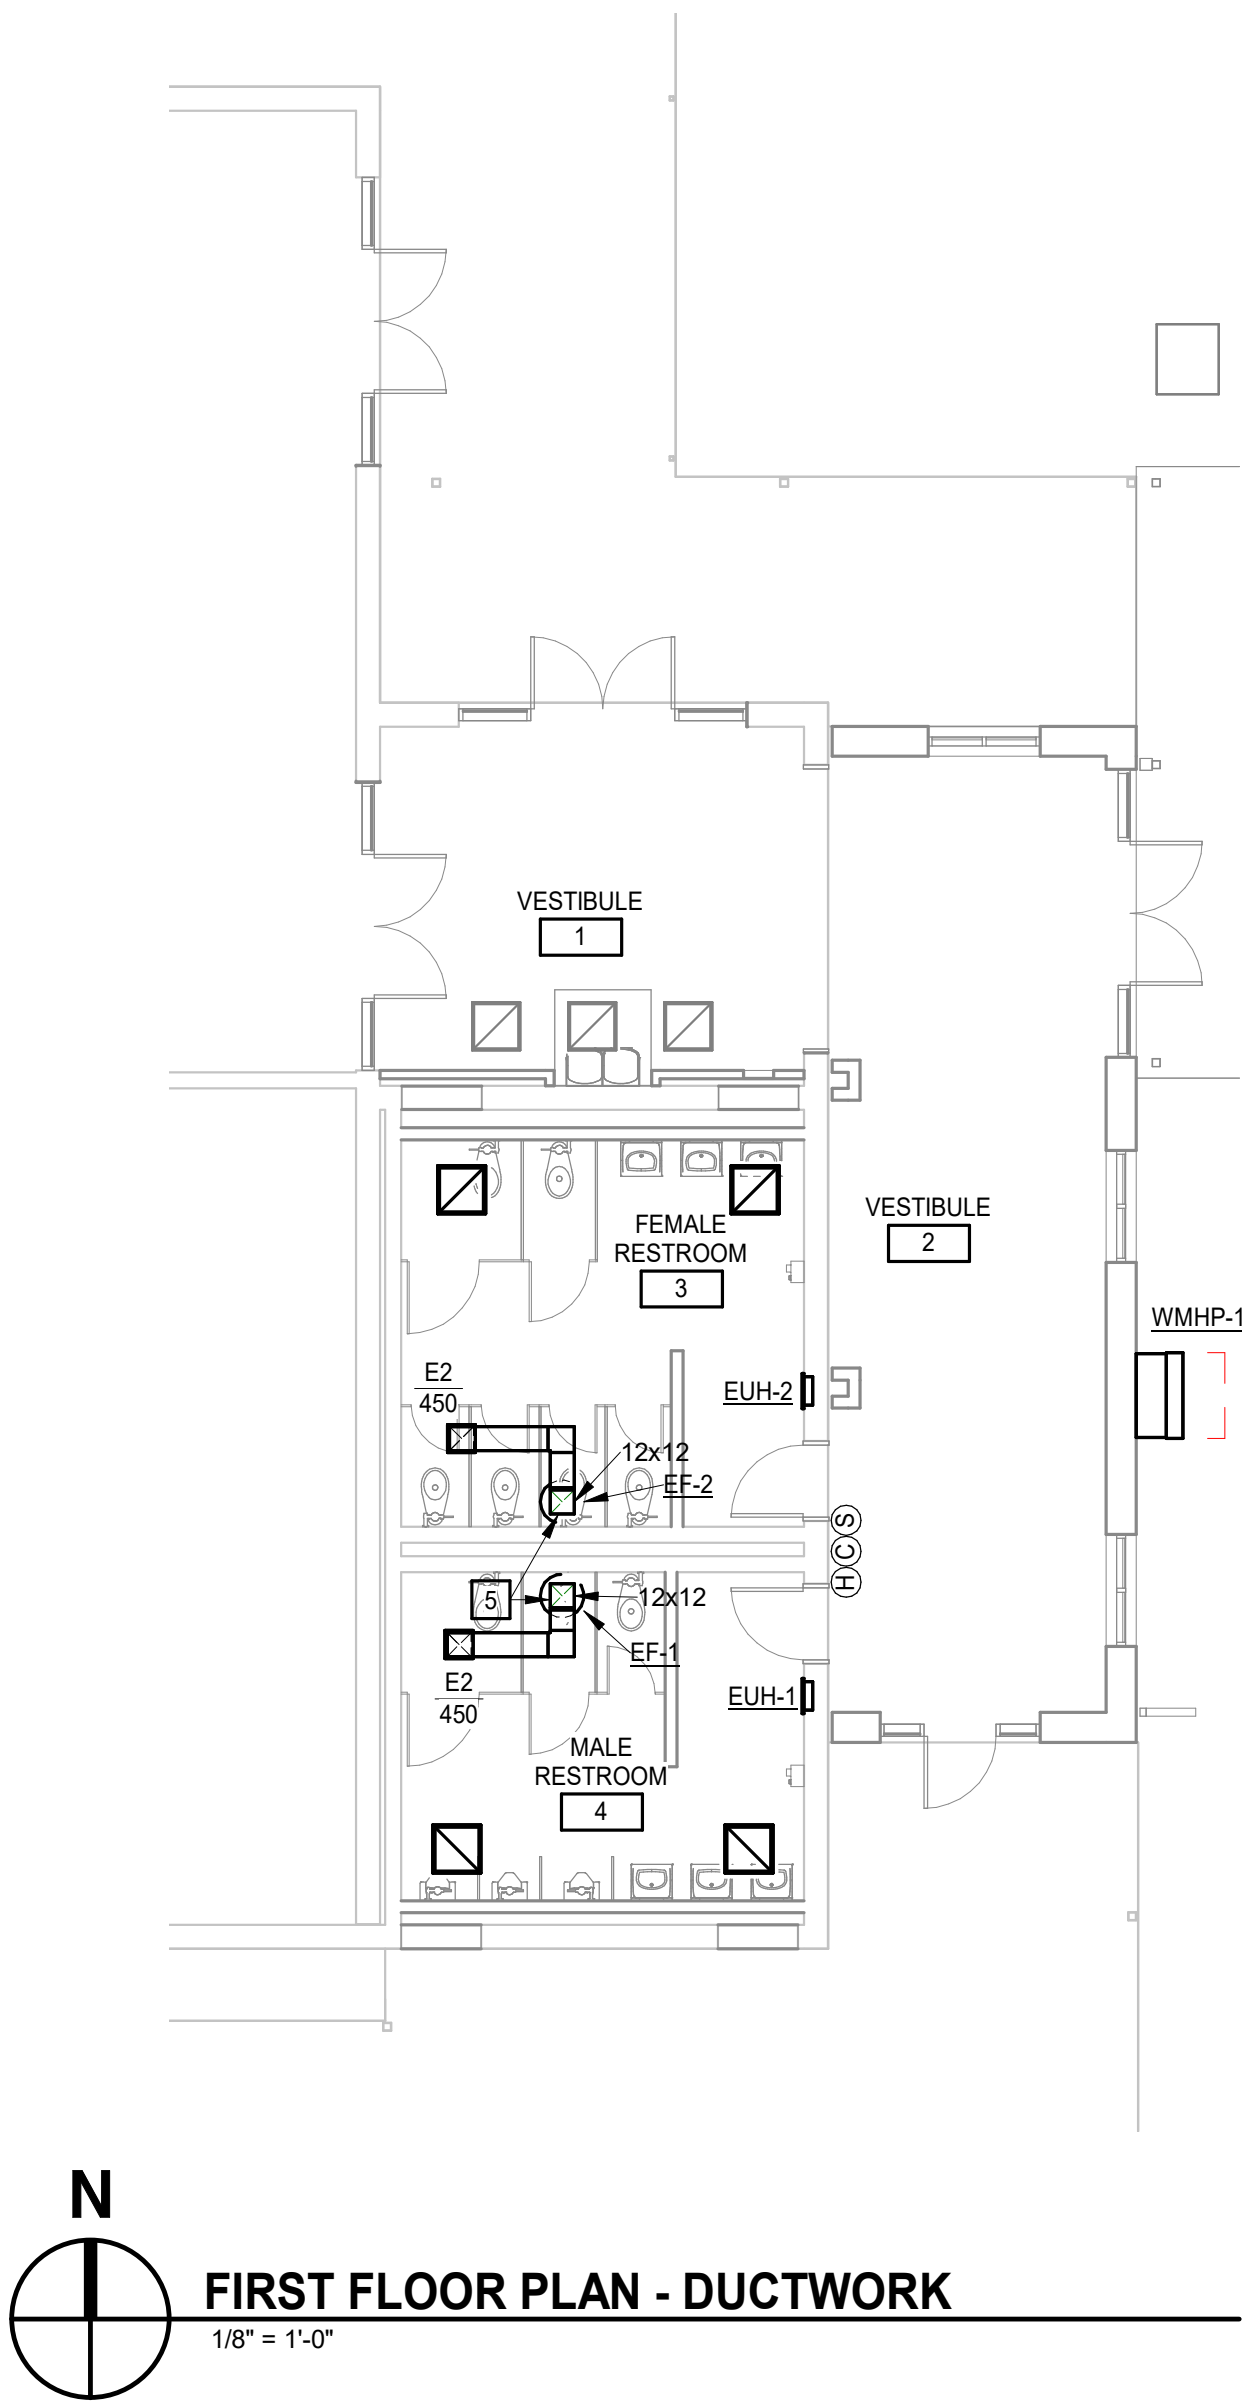 VESTIBULE
1
FEMALE
RESTROOM
3
VESTIBULE
2
WMHP-1
E2
450
EUH-2
12x12
EF-2
S
C
H
5
12x12
EF-1
E2
450
EUH-1
MALE
RESTROOM
4
N
FIRST FLOOR PLAN - DUCTWORK
1/8" = 1'-0"